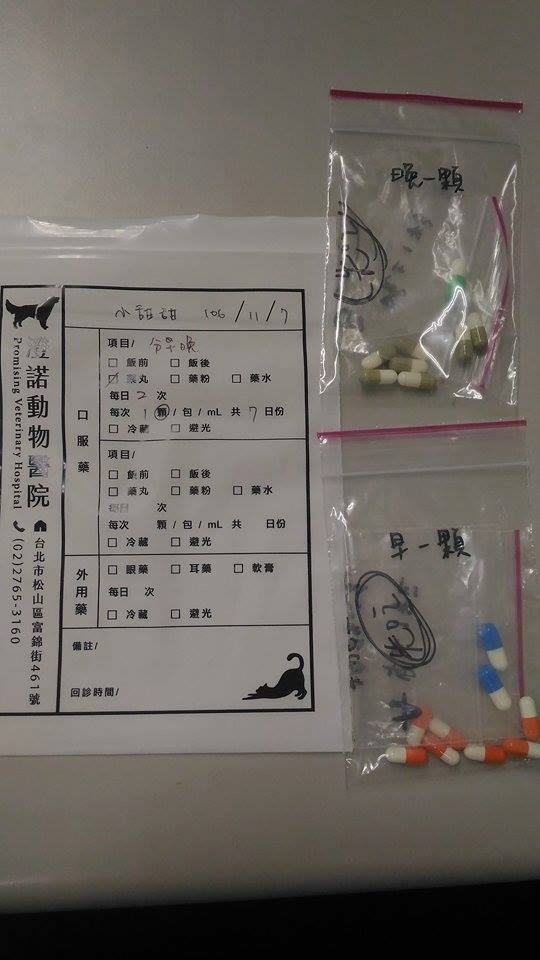 小甜甜 106/11/7
項目/ 分早晚
□ 飯前 □ 飯後
□ 藥丸 □ 藥粉 □ 藥水
每日 2 次
每次 1 顆 / 包 / mL 共 7 日份
□ 冷藏 □ 避光
口服藥
項目/
□ 飯前 □ 飯後
□ 藥丸 □ 藥粉 □ 藥水
每日 次
每次 顆 / 包 / mL 共 日份
□ 冷藏 □ 避光
外用藥
□ 眼藥 □ 耳藥 □ 軟膏
每日 次
□ 冷藏 □ 避光
備註/
回診時間/
諾動物醫院
Promising Veterinary Hospital
台北市松山區富錦街461號
(02)2765-3160
晚一顆
早一顆